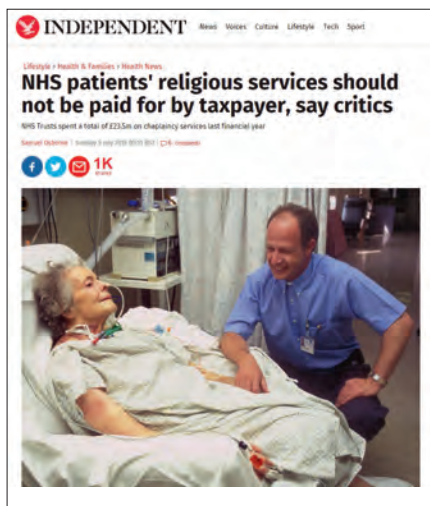 INDEPENDENT News Voices Culture Lifestyle Tech Sport
Lifestyle › Health & Families › Health News
NHS patients' religious services should
not be paid for by taxpayer, say critics
NHS Trusts spent a total of £23.5m on chaplaincy services last financial year
Samuel Osborne
1K